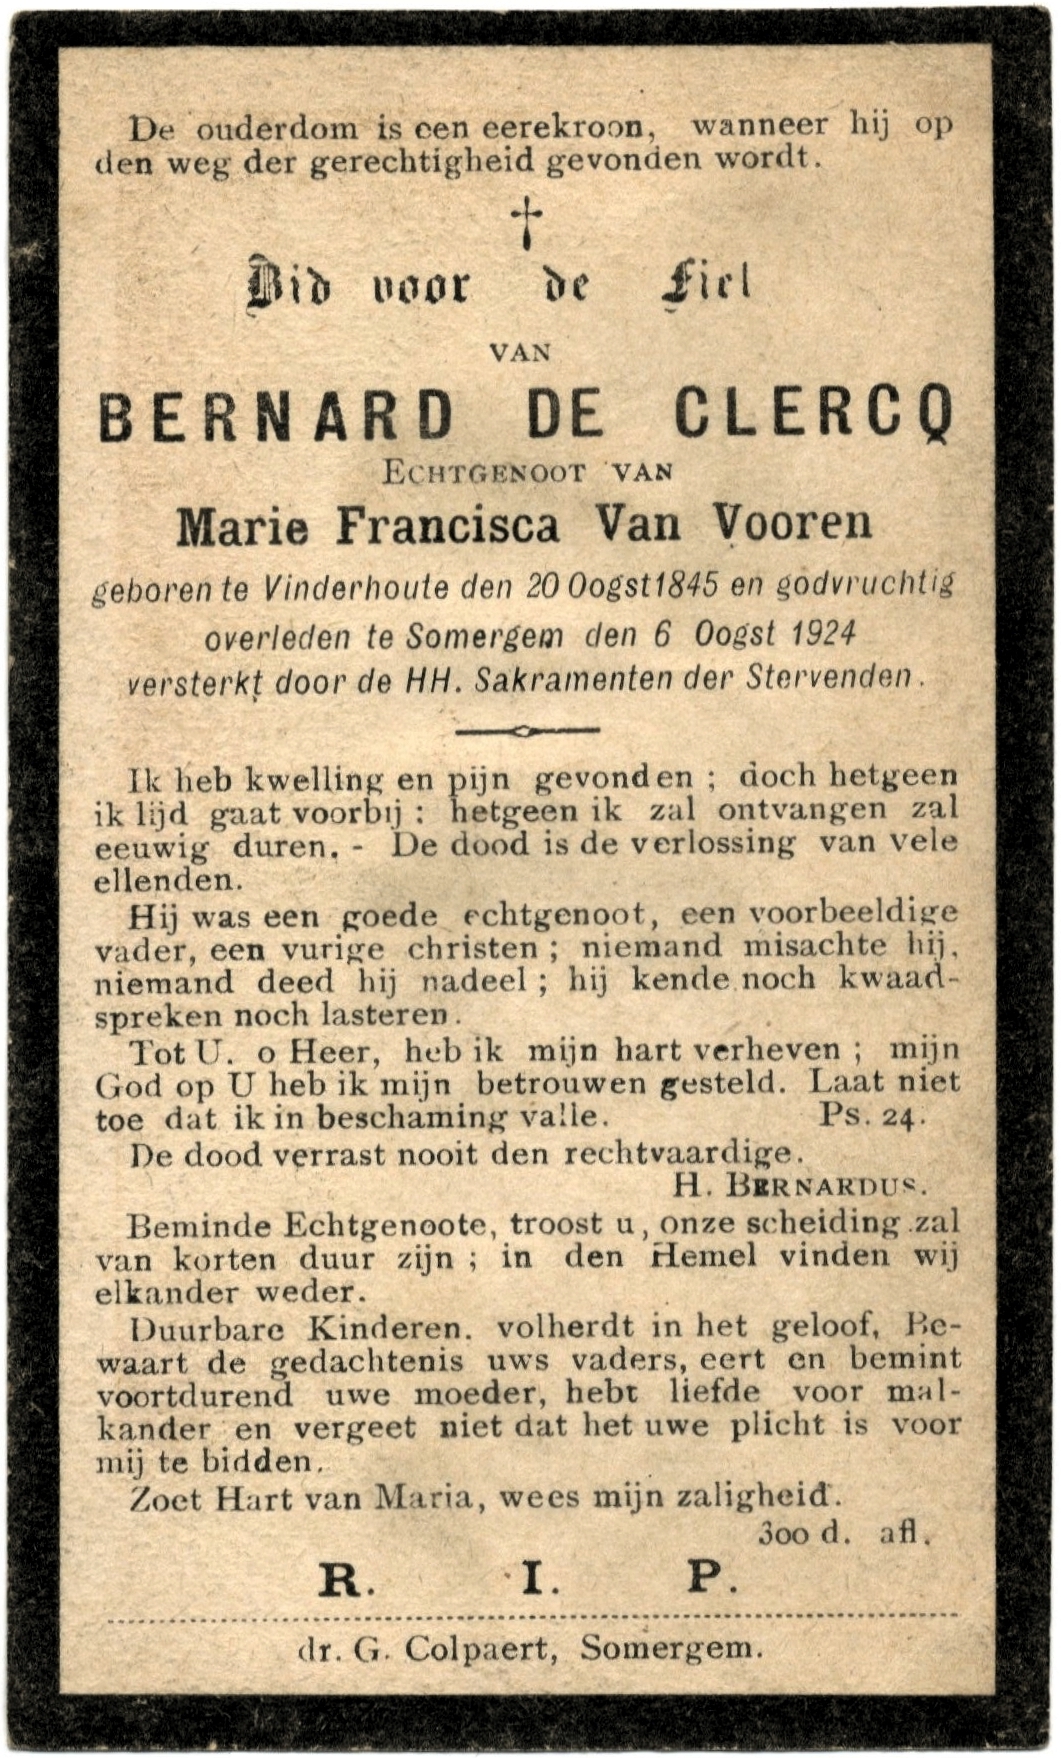 De ouderdom is een eerekroon, wanneer hij op
den weg der gerechtigheid gevonden wordt.
†
Bid voor de Ziel
VAN
BERNARD DE CLERCQ
ECHTGENOOT VAN
Marie Francisca Van Vooren
geboren te Vinderhoute den 20 Oogst 1845 en godvruchtig
overleden te Somergem den 6 Oogst 1924
versterkt door de HH. Sakramenten der Stervenden.
Ik heb kwelling en pijn gevonden ; doch hetgeen
ik lijd gaat voorbij : hetgeen ik zal ontvangen zal
eeuwig duren. - De dood is de verlossing van vele
ellenden.
Hij was een goede echtgenoot, een voorbeeldige
vader, een vurige christen ; niemand misachte hij,
niemand deed hij nadeel ; hij kende noch kwaad-
spreken noch lasteren.
Tot U. o Heer, heb ik mijn hart verheven ; mijn
God op U heb ik mijn betrouwen gesteld. Laat niet
toe dat ik in beschaming valle. Ps. 24.
De dood verrast nooit den rechtvaardige.
H. BERNARDUS.
Beminde Echtgenoote, troost u, onze scheiding zal
van korten duur zijn ; in den Hemel vinden wij
elkander weder.
Duurbare Kinderen. volherdt in het geloof, Be-
waart de gedachtenis uws vaders, eert en bemint
voortdurend uwe moeder, hebt liefde voor mal-
kander en vergeet niet dat het uwe plicht is voor
mij te bidden.
Zoet Hart van Maria, wees mijn zaligheid.
300 d. afl.
R. I. P.
dr. G. Colpaert, Somergem.